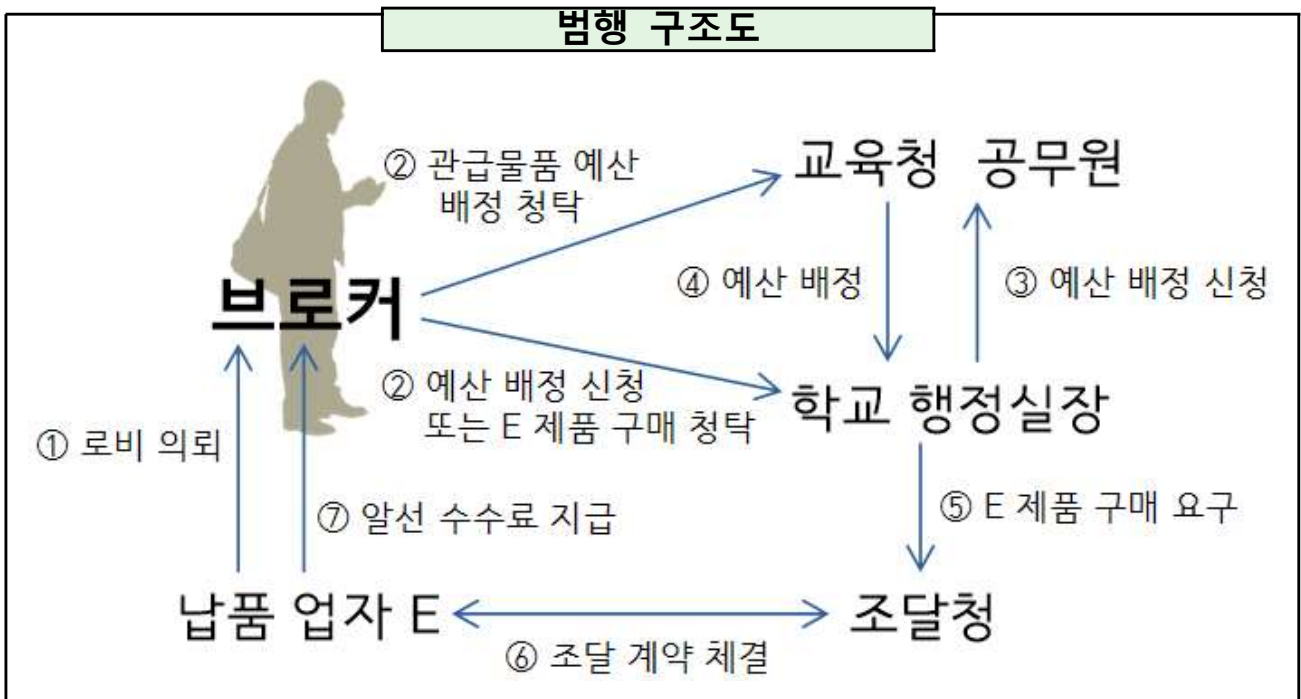 범행 구조도
② 관급물품 예산
배정 청탁
교육청 공무원
④ 예산 배정
③ 예산 배정 신청
브로커
② 예산 배정 신청
또는 E 제품 구매 청탁
학교 행정실장
① 로비 의뢰
⑦ 알선 수수료 지급
⑤ E 제품 구매 요구
납품 업자 E
조달청
⑥ 조달 계약 체결